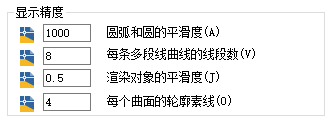 显示精度
1000 圆弧和圆的平滑度(A)
8 每条多段线曲线的线段数(V)
0.5 渲染对象的平滑度(J)
4 每个曲面的轮廓素线(O)